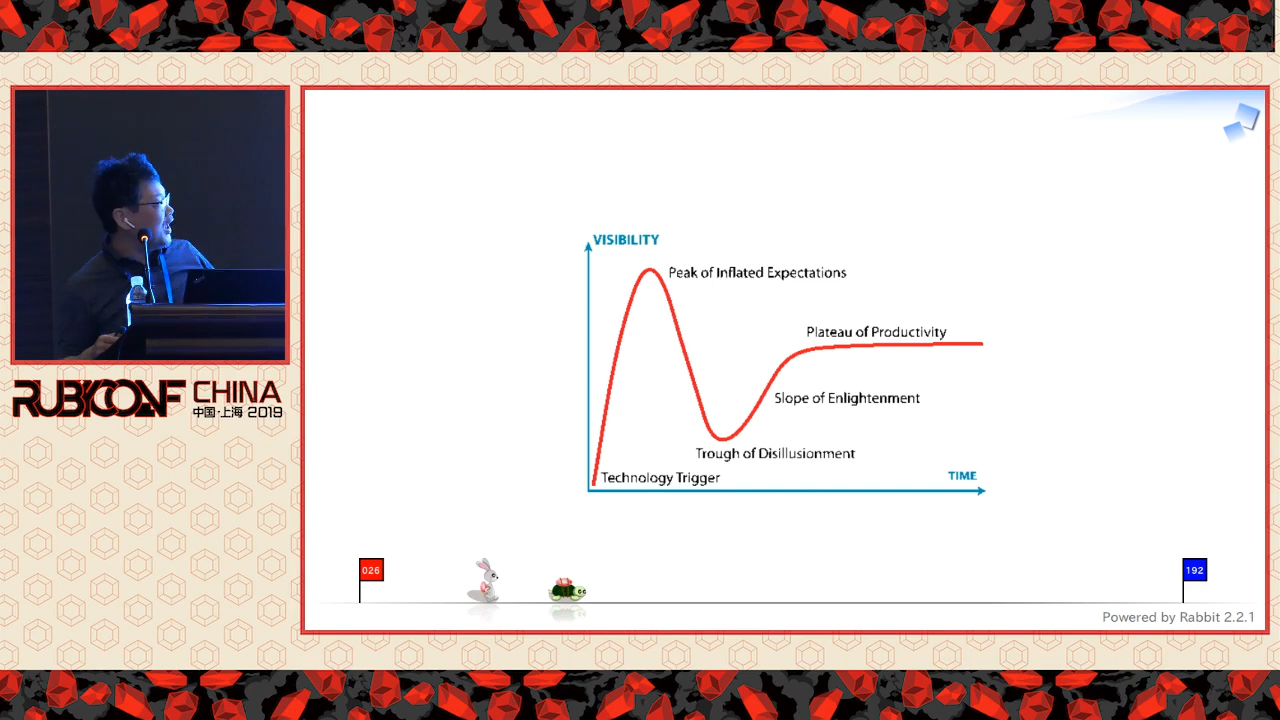 RUBYCONF CHINA
中国·上海 2019
VISIBILITY
Peak of Inflated Expectations
Plateau of Productivity
Slope of Enlightenment
Trough of Disillusionment
Technology Trigger
TIME
026
192
Powered by Rabbit 2.2.1